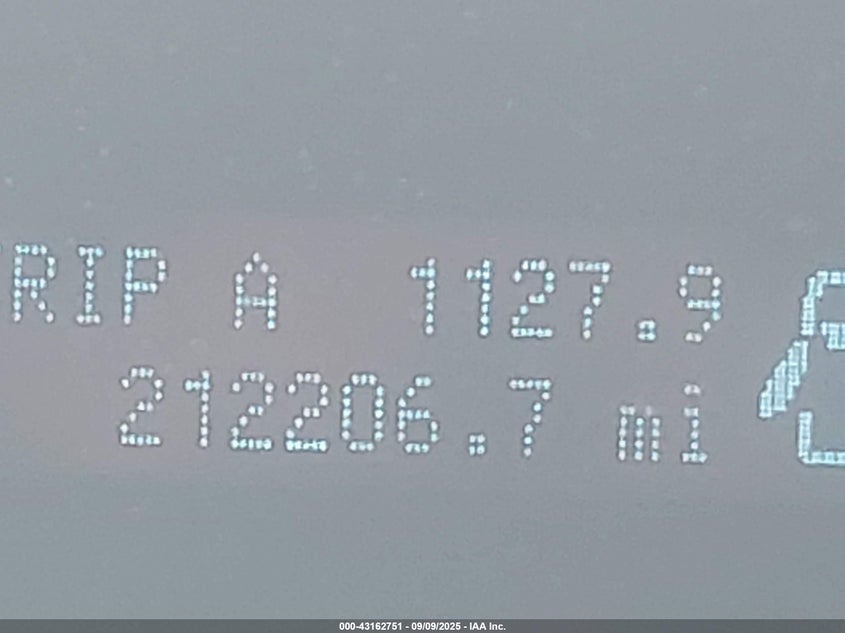 RIP A 1127.9
212206.7 mi
000-43162751 - 09/09/2025 - IAA Inc.